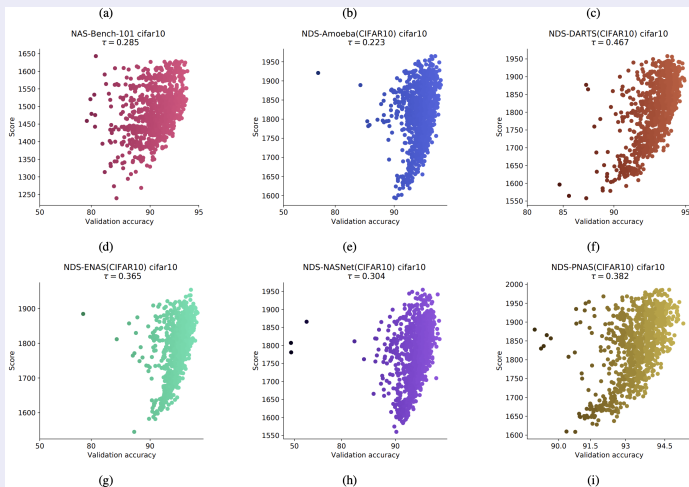 (a) (b) (c)
NAS-Bench-101 cifar10
τ = 0.285
1650
1600
1550
1500
1450
1400
1350
1300
1250
Score
50 80 90 95
Validation accuracy
NDS-Amoeba(CIFAR10) cifar10
τ = 0.223
1950
1900
1850
1800
1750
1700
1650
1600
Score
50 90
Validation accuracy
NDS-DARTS(CIFAR10) cifar10
τ = 0.467
1950
1900
1850
1800
1750
1700
1650
1600
1550
Score
80 85 90 95
Validation accuracy
(d) (e) (f)
NDS-ENAS(CIFAR10) cifar10
τ = 0.365
1900
1800
1700
1600
Score
50 80 90
Validation accuracy
NDS-NASNet(CIFAR10) cifar10
τ = 0.304
1950
1900
1850
1800
1750
1700
1650
1600
1550
Score
50 90
Validation accuracy
NDS-PNAS(CIFAR10) cifar10
τ = 0.382
2000
1950
1900
1850
1800
1750
1700
1650
1600
Score
90.0 91.5 93 94.5
Validation accuracy
(g) (h) (i)